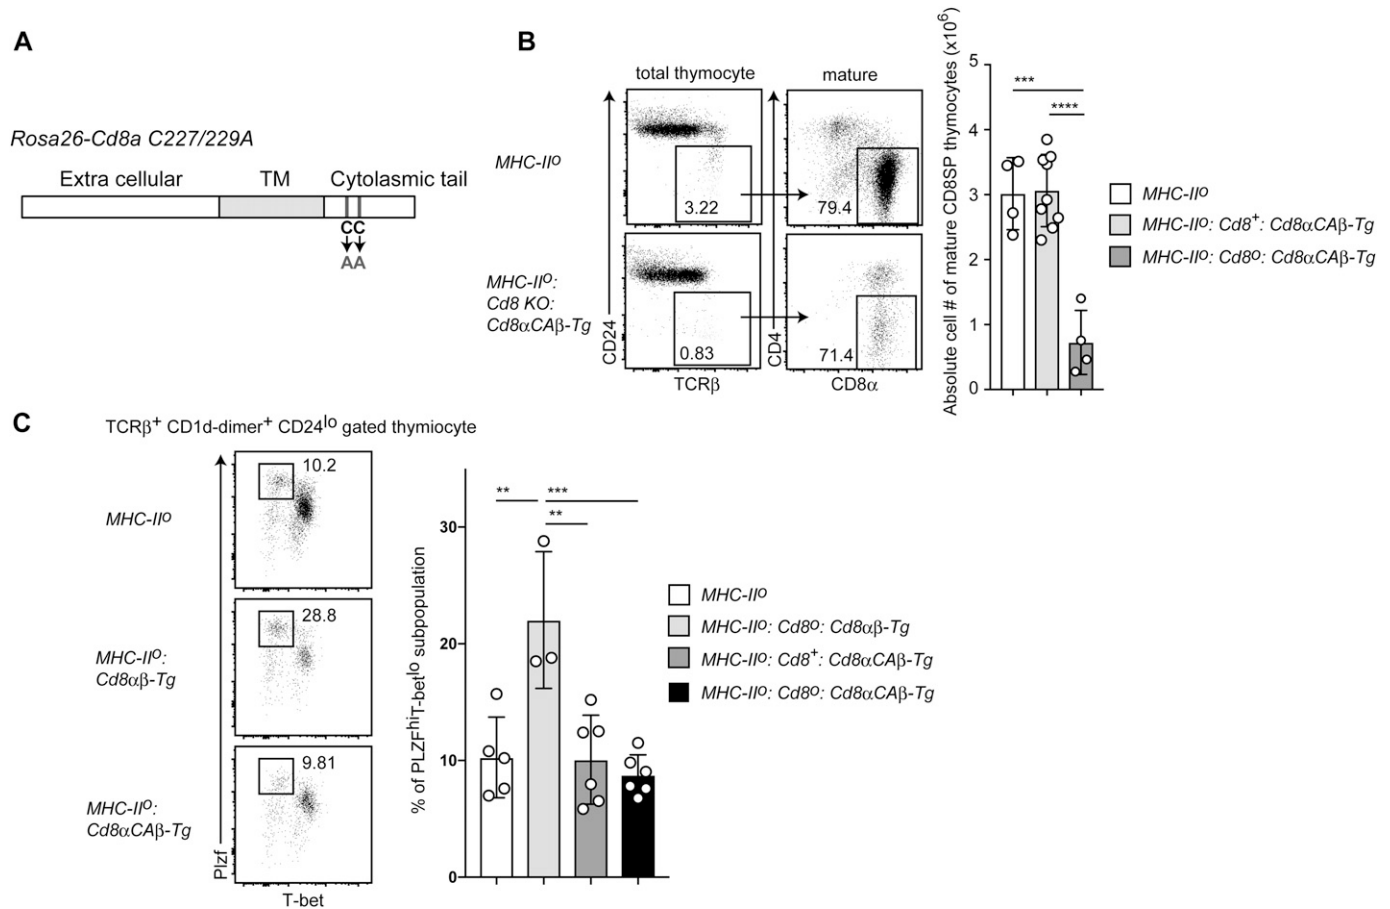 A
Rosa26-Cd8a C227/229A
Extra cellular TM Cytolasmic tail
CC
AA
B
total thymocyte mature
MHC-IIº
3.22 79.4
MHC-IIº:
Cd8 KO:
Cd8αCAβ-Tg
0.83 71.4
CD24
CD4
TCRβ CD8α
Absolute cell # of mature CD8SP thymocytes (x10⁶)
5
4
3
2
1
0
***
****
MHC-IIº
MHC-IIº: Cd8⁺: Cd8αCAβ-Tg
MHC-IIº: Cd8º: Cd8αCAβ-Tg
C
TCRβ⁺ CD1d-dimer⁺ CD24ˡᵒ gated thymiocyte
MHC-IIº
10.2
MHC-IIº:
Cd8αβ-Tg
28.8
MHC-IIº:
Cd8αCAβ-Tg
9.81
Plzf
T-bet
% of PLZFʰⁱT-betˡᵒ subpopulation
30
20
10
0
** ***
**
MHC-IIº
MHC-IIº: Cd8º: Cd8αβ-Tg
MHC-IIº: Cd8⁺: Cd8αCAβ-Tg
MHC-IIº: Cd8º: Cd8αCAβ-Tg